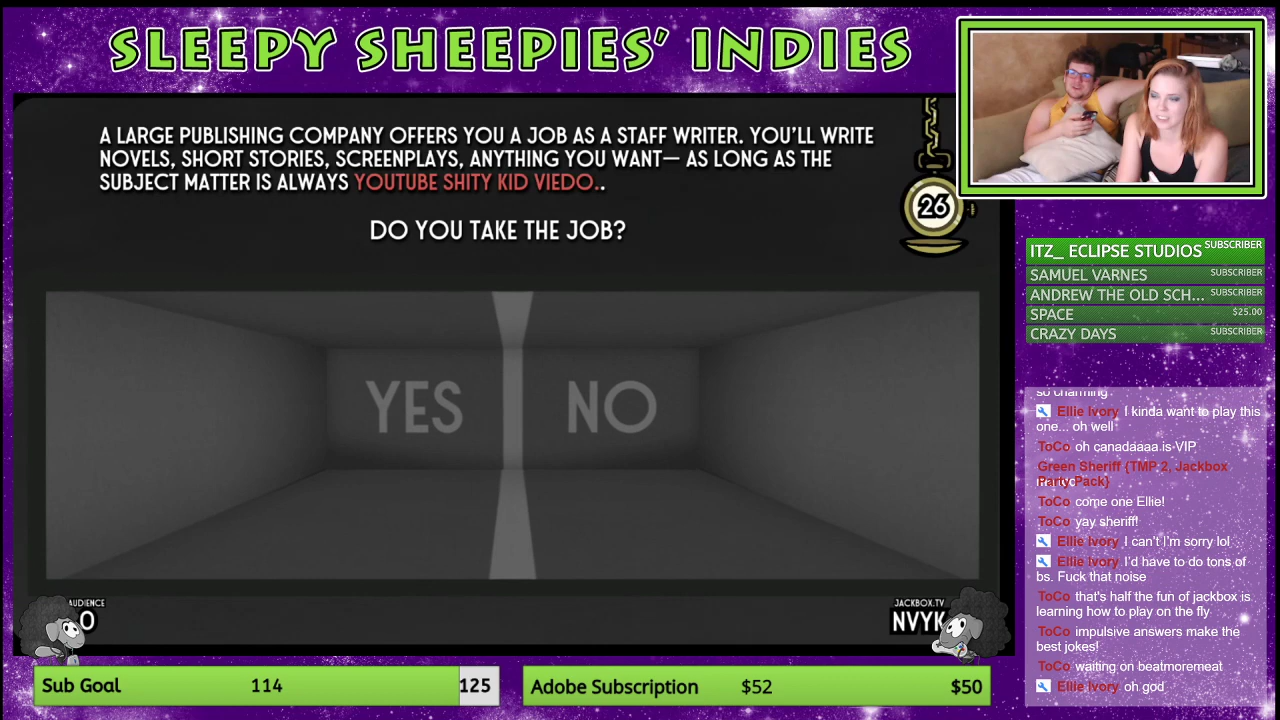 SLEEPY SHEEPIES' INDIES
A LARGE PUBLISHING COMPANY OFFERS YOU A JOB AS A STAFF WRITER. YOU'LL WRITE
NOVELS, SHORT STORIES, SCREENPLAYS, ANYTHING YOU WANT— AS LONG AS THE
SUBJECT MATTER IS ALWAYS YOUTUBE SHITY KID VIEDO..
26
DO YOU TAKE THE JOB?
YES NO
AUDIENCE
0
JACKBOX.TV
NVYK
ITZ_ ECLIPSE STUDIOS SUBSCRIBER
SAMUEL VARNES SUBSCRIBER
ANDREW THE OLD SCH... SUBSCRIBER
SPACE $25.00
CRAZY DAYS SUBSCRIBER
so charming
Ellie Ivory I kinda want to play this
one... oh well
ToCo oh canadaaaa is VIP
Green Sheriff {TMP 2, Jackbox
Party Pack}
ToCo come one Ellie!
ToCo yay sheriff!
Ellie Ivory I can't I'm sorry lol
Ellie Ivory I'd have to do tons of
bs. Fuck that noise
ToCo that's half the fun of jackbox is
learning how to play on the fly
ToCo impulsive answers make the
best jokes!
ToCo waiting on beatmoremeat
Ellie Ivory oh god
Sub Goal 114 125
Adobe Subscription $52 $50